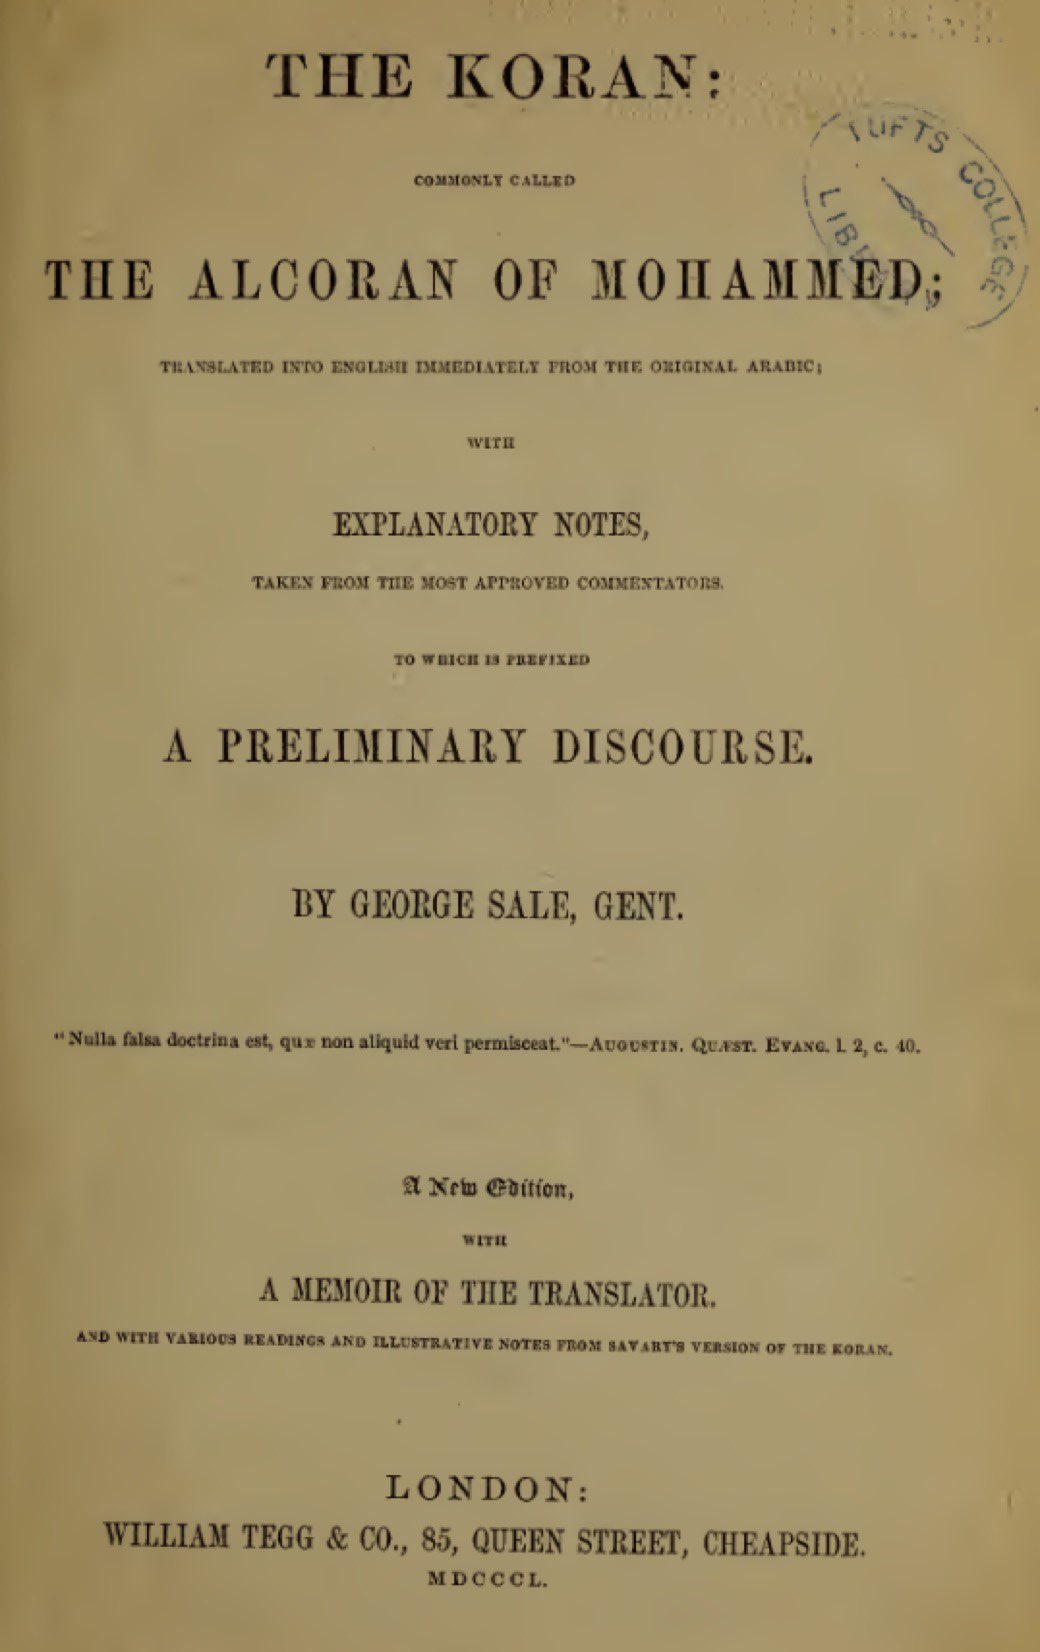 THE KORAN:
TUFTS COLLEGE
LIBRARY
COMMONLY CALLED
THE ALCORAN OF MOHAMMED;
TRANSLATED INTO ENGLISH IMMEDIATELY FROM THE ORIGINAL ARABIC;
WITH
EXPLANATORY NOTES,
TAKEN FROM THE MOST APPROVED COMMENTATORS.
TO WHICH IS PREFIXED
A PRELIMINARY DISCOURSE.
BY GEORGE SALE, GENT.
"Nulla falsa doctrina est, quæ non aliquid veri permisceat."—AUGUSTIN. QUÆST. EVANG. l. 2, c. 40.
A New Edition,
WITH
A MEMOIR OF THE TRANSLATOR.
AND WITH VARIOUS READINGS AND ILLUSTRATIVE NOTES FROM SAVARY'S VERSION OF THE KORAN.
LONDON:
WILLIAM TEGG & CO., 85, QUEEN STREET, CHEAPSIDE.
MDCCCL.